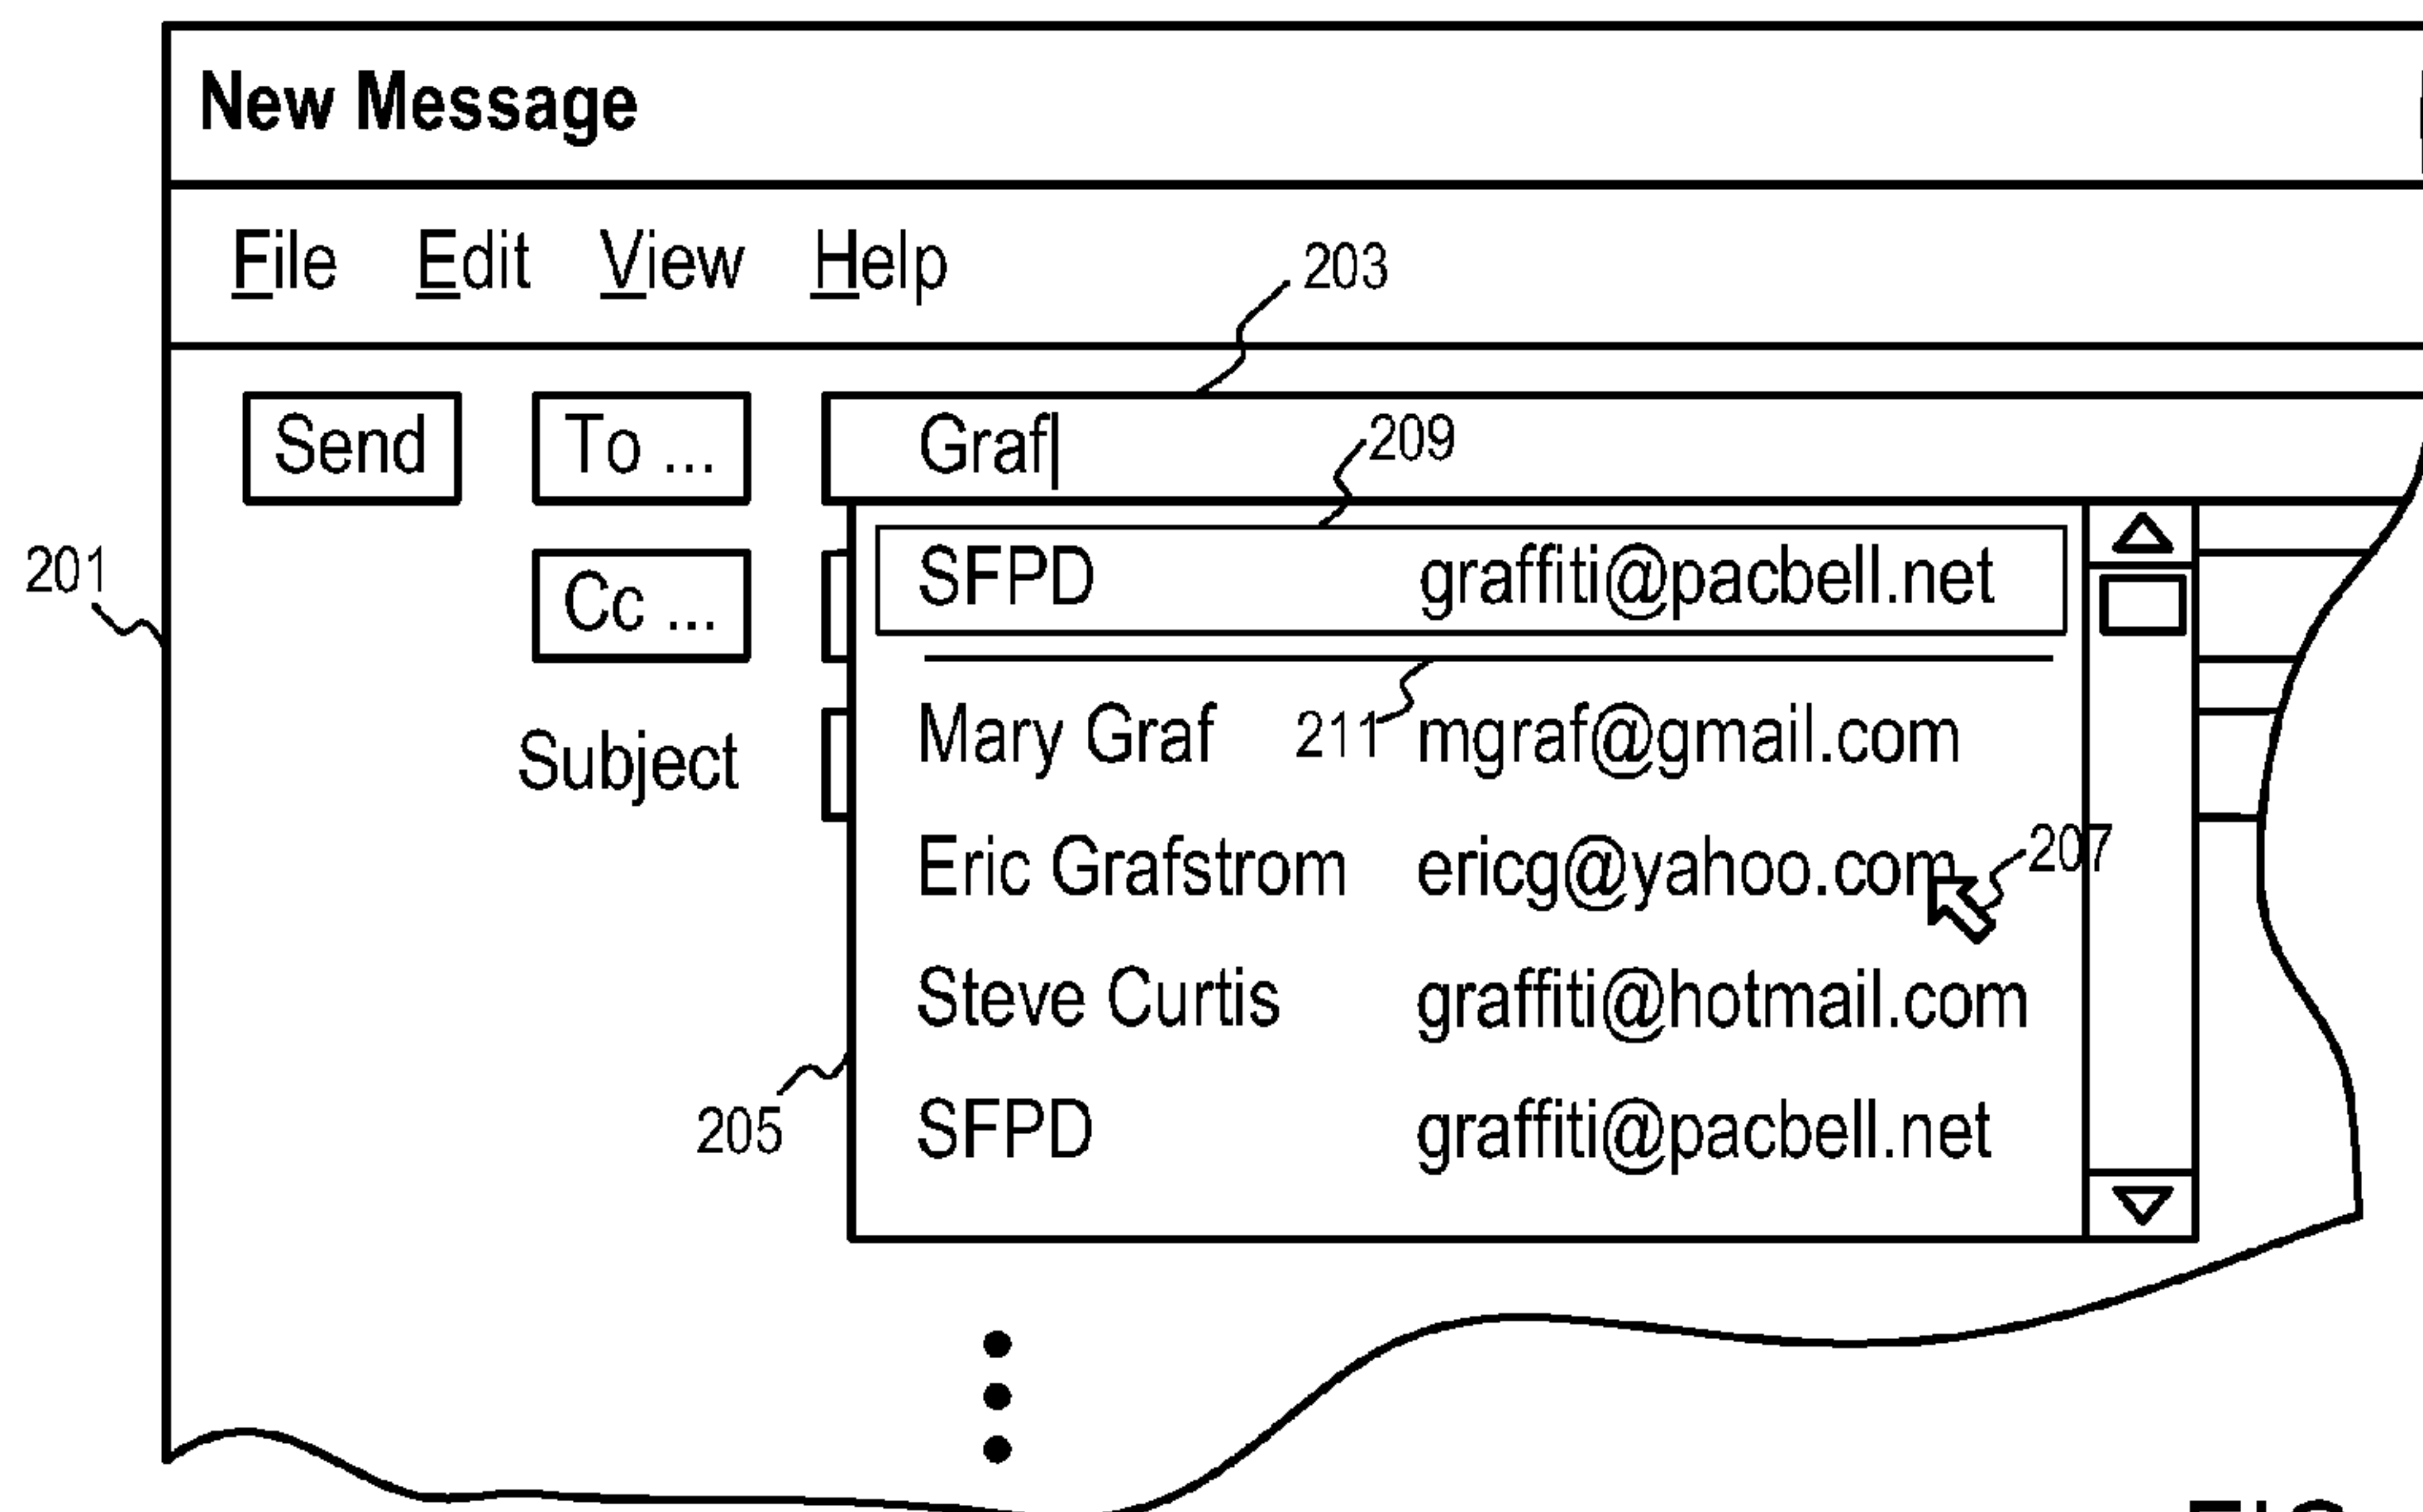 New Message
File Edit View Help
203
Send To ... Graf
209
SFPD graffiti@pacbell.net
201
Cc ...
Mary Graf 211 mgraf@gmail.com
Subject
Eric Grafstrom ericg@yahoo.com 207
Steve Curtis graffiti@hotmail.com
205
SFPD graffiti@pacbell.net